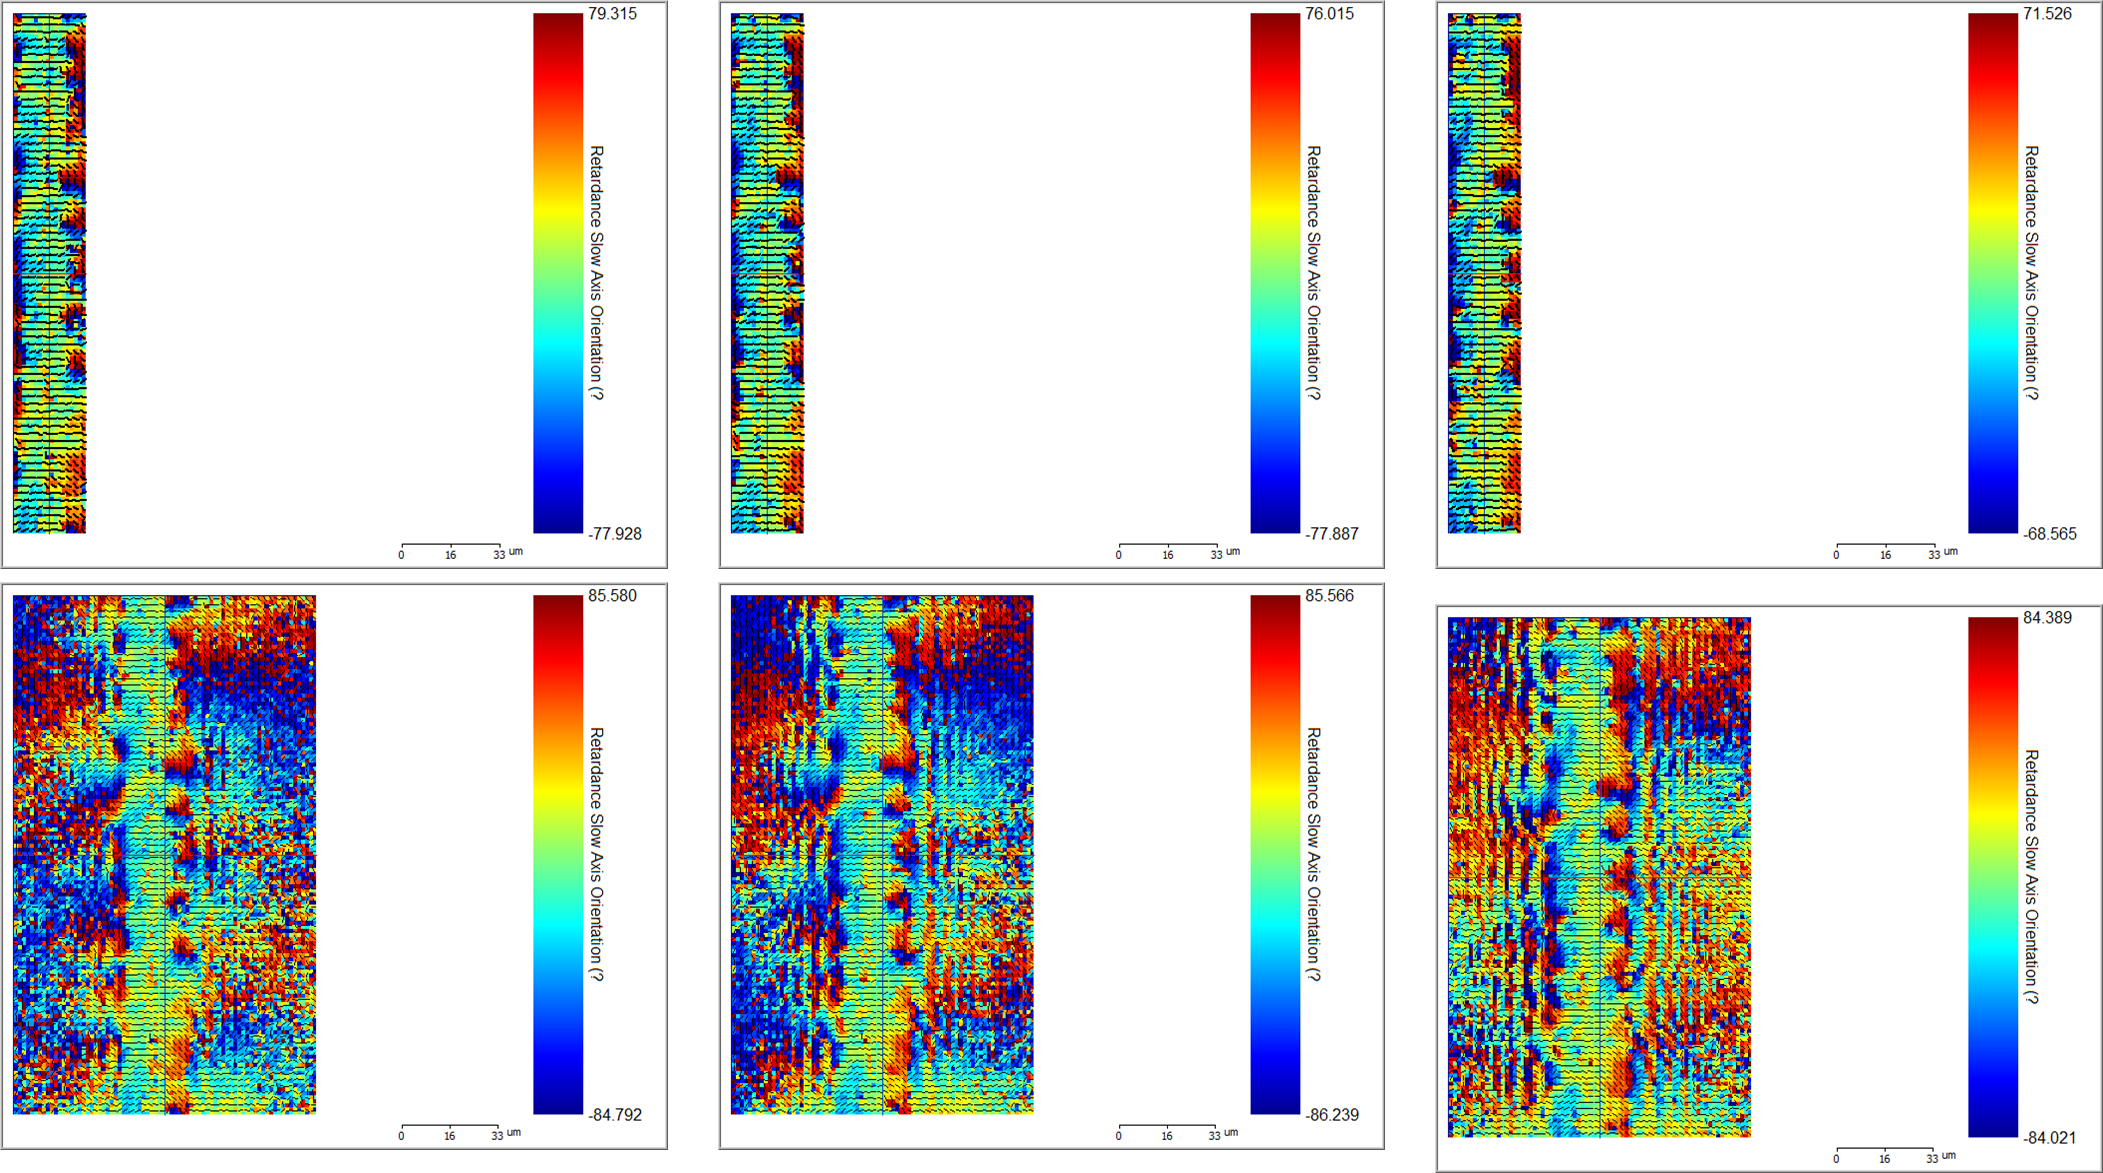 79.315
Retardance Slow Axis Orientation (?
-77.928
0 16 33 um
76.015
Retardance Slow Axis Orientation (?
-77.887
0 16 33 um
71.526
Retardance Slow Axis Orientation (?
-68.565
0 16 33 um
85.580
Retardance Slow Axis Orientation (?
-84.792
0 16 33 um
85.566
Retardance Slow Axis Orientation (?
-86.239
0 16 33 um
84.389
Retardance Slow Axis Orientation (?
-84.021
0 16 33 um